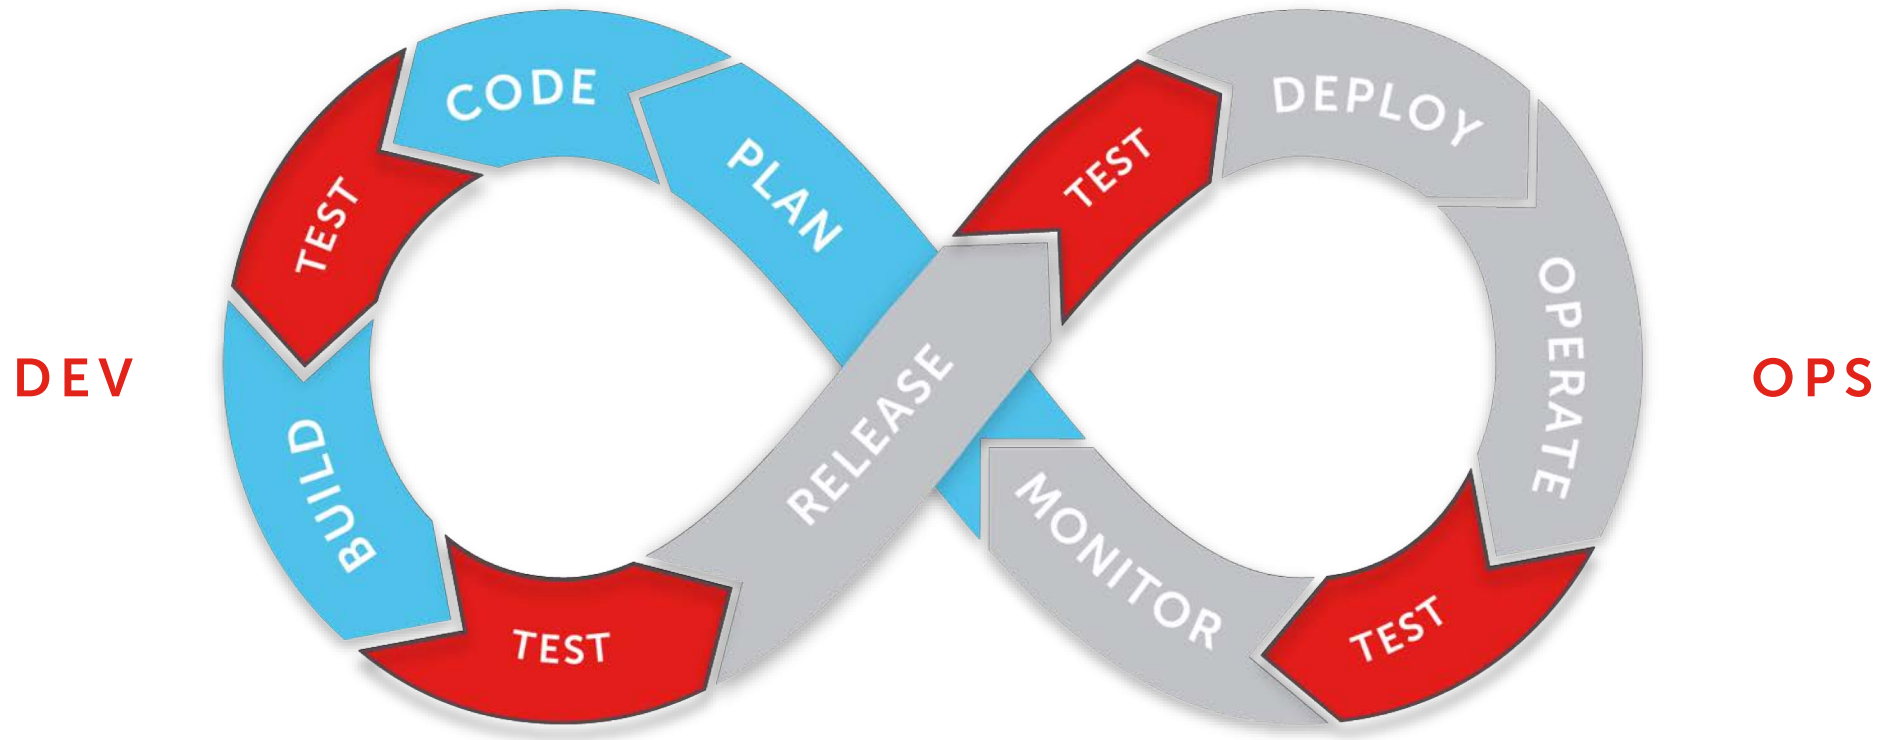 DEV
CODE
PLAN
TEST
BUILD
TEST
RELEASE
TEST
DEPLOY
OPERATE
TEST
MONITOR
OPS